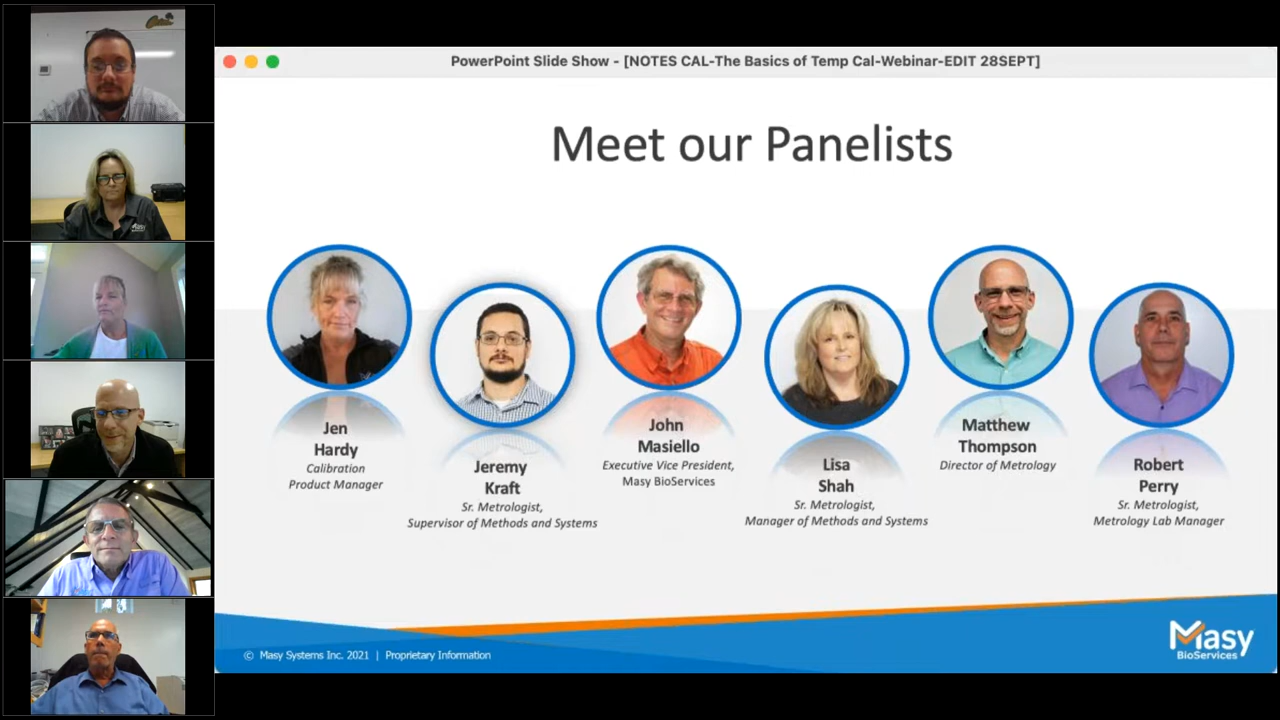 PowerPoint Slide Show - [NOTES CAL-The Basics of Temp Cal-Webinar-EDIT 28SEPT]
Meet our Panelists
Jen
Hardy
Calibration
Product Manager
Jeremy
Kraft
Sr. Metrologist,
Supervisor of Methods and Systems
John
Masiello
Executive Vice President,
Masy BioServices
Lisa
Shah
Sr. Metrologist,
Manager of Methods and Systems
Matthew
Thompson
Director of Metrology
Robert
Perry
Sr. Metrologist,
Metrology Lab Manager
© Masy Systems Inc. 2021 | Proprietary Information
Masy
BioServices
Masy